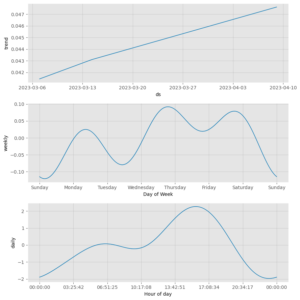 0.047
0.046
0.045
0.044
0.043
0.042
trend
2023-03-06 2023-03-13 2023-03-20 2023-03-27 2023-04-03 2023-04-10
ds
0.10
0.05
0.00
−0.05
−0.10
weekly
Sunday Monday Tuesday Wednesday Thursday Friday Saturday Sunday
Day of Week
2
1
0
−1
−2
daily
00:00:00 03:25:42 06:51:25 10:17:08 13:42:51 17:08:34 20:34:17 00:00:00
Hour of day